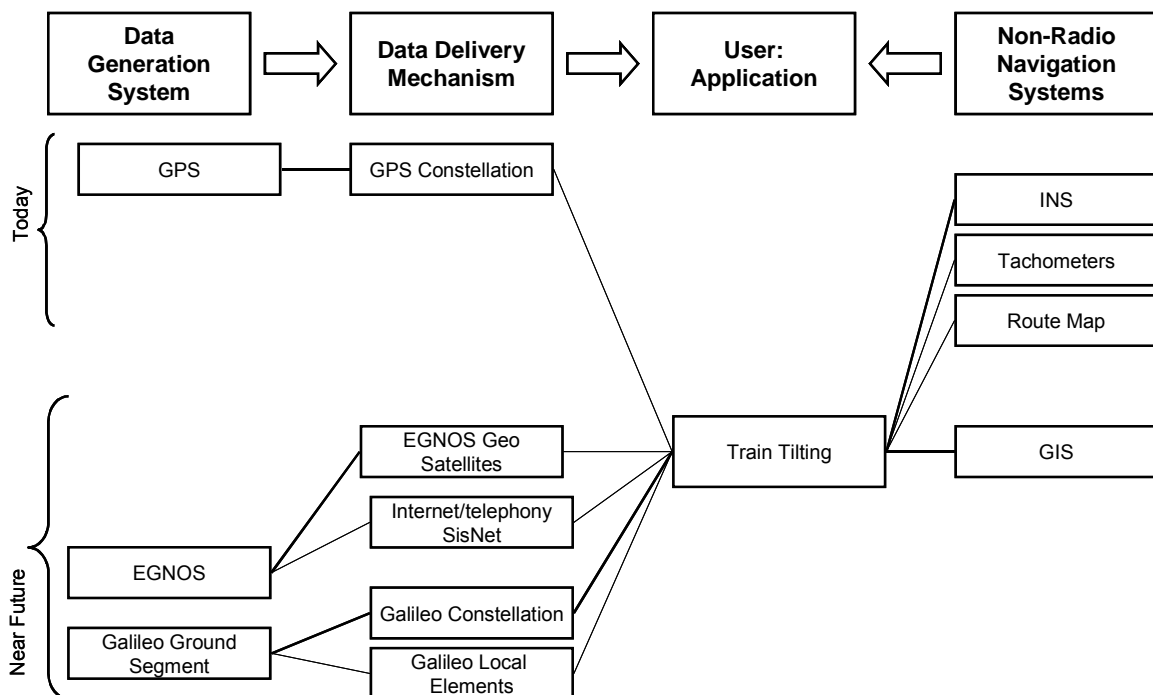 Data
Generation
System
Data Delivery
Mechanism
User:
Application
Non-Radio
Navigation
Systems
Today
GPS
GPS Constellation
INS
Tachometers
Route Map
Near Future
EGNOS Geo
Satellites
Train Tilting
GIS
Internet/telephony
SisNet
EGNOS
Galileo Constellation
Galileo Ground
Segment
Galileo Local
Elements